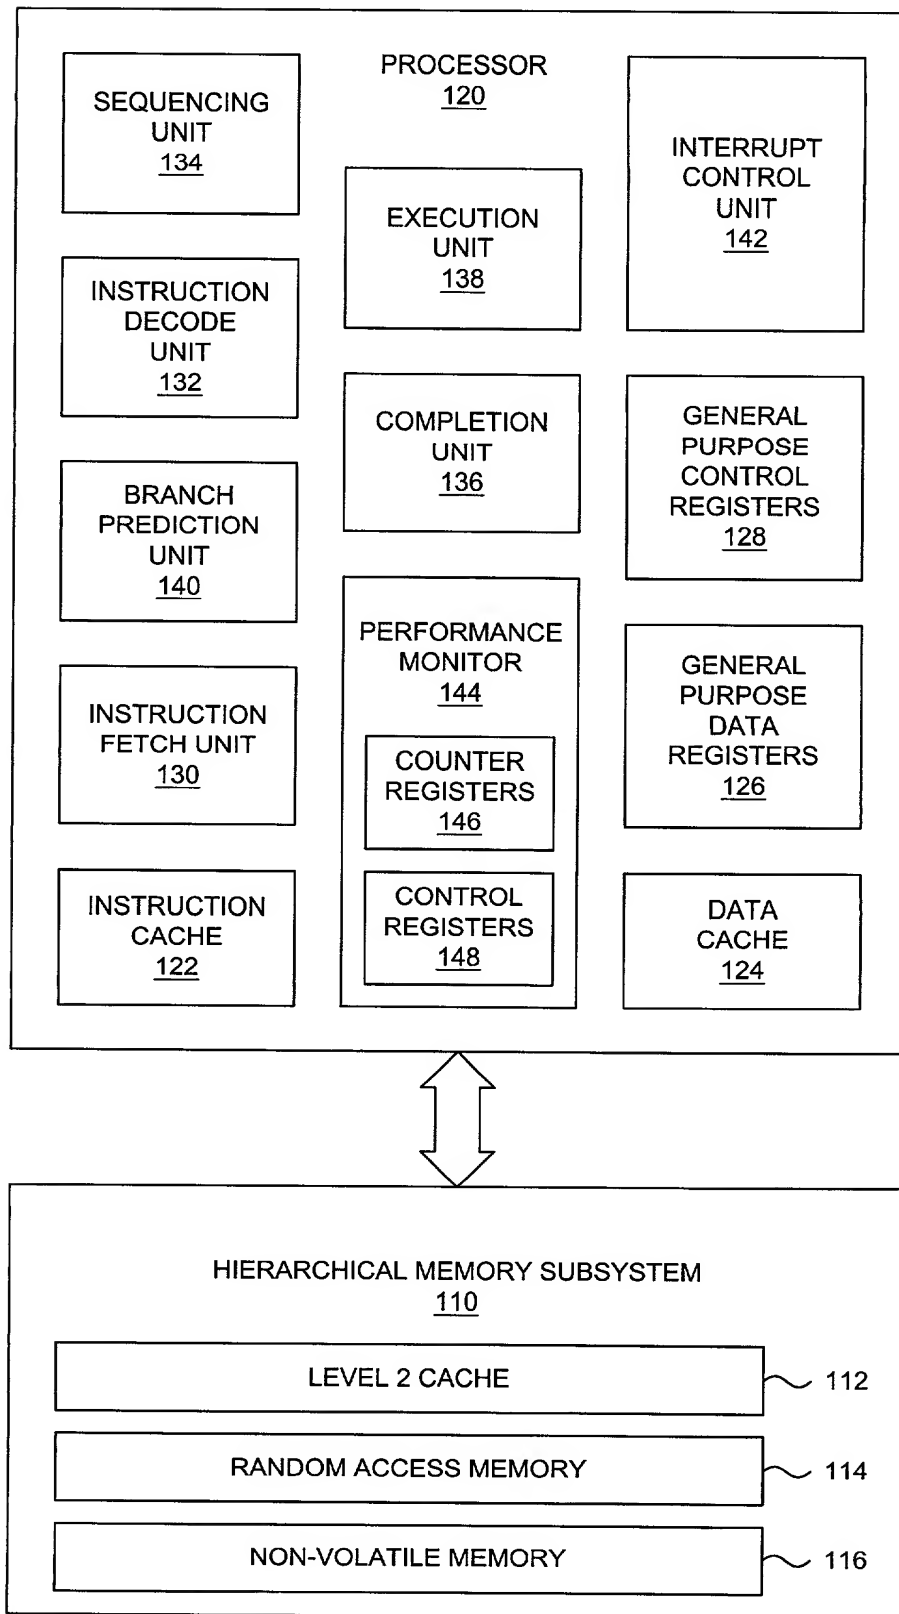 PROCESSOR
120
SEQUENCING
UNIT
134
INSTRUCTION
DECODE
UNIT
132
BRANCH
PREDICTION
UNIT
140
INSTRUCTION
FETCH UNIT
130
INSTRUCTION
CACHE
122
EXECUTION
UNIT
138
COMPLETION
UNIT
136
PERFORMANCE
MONITOR
144
COUNTER
REGISTERS
146
CONTROL
REGISTERS
148
INTERRUPT
CONTROL
UNIT
142
GENERAL
PURPOSE
CONTROL
REGISTERS
128
GENERAL
PURPOSE
DATA
REGISTERS
126
DATA
CACHE
124
HIERARCHICAL MEMORY SUBSYSTEM
110
LEVEL 2 CACHE
112
RANDOM ACCESS MEMORY
114
NON-VOLATILE MEMORY
116